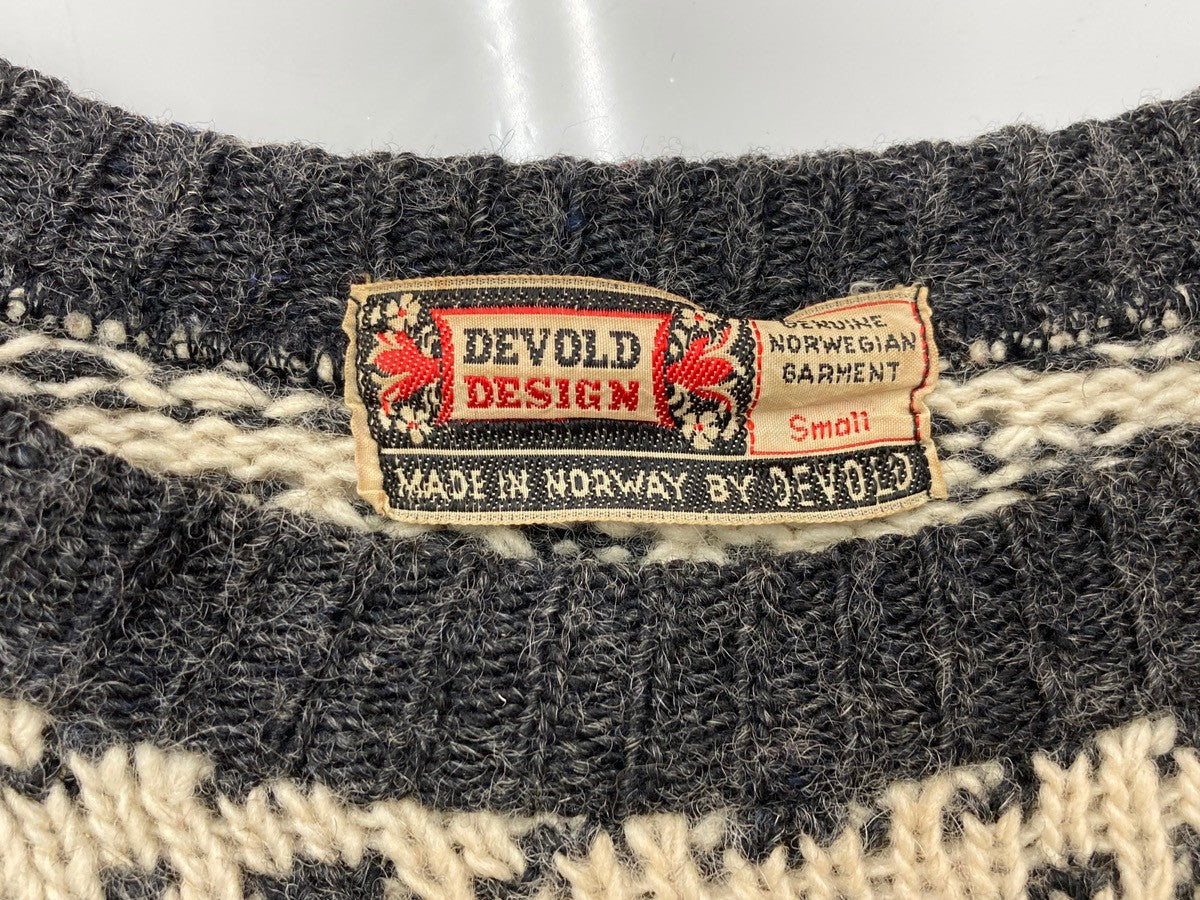 DEVOLD
DESIGN
GENUINE
NORWEGIAN
GARMENT
Small
MADE IN NORWAY BY DEVOLD